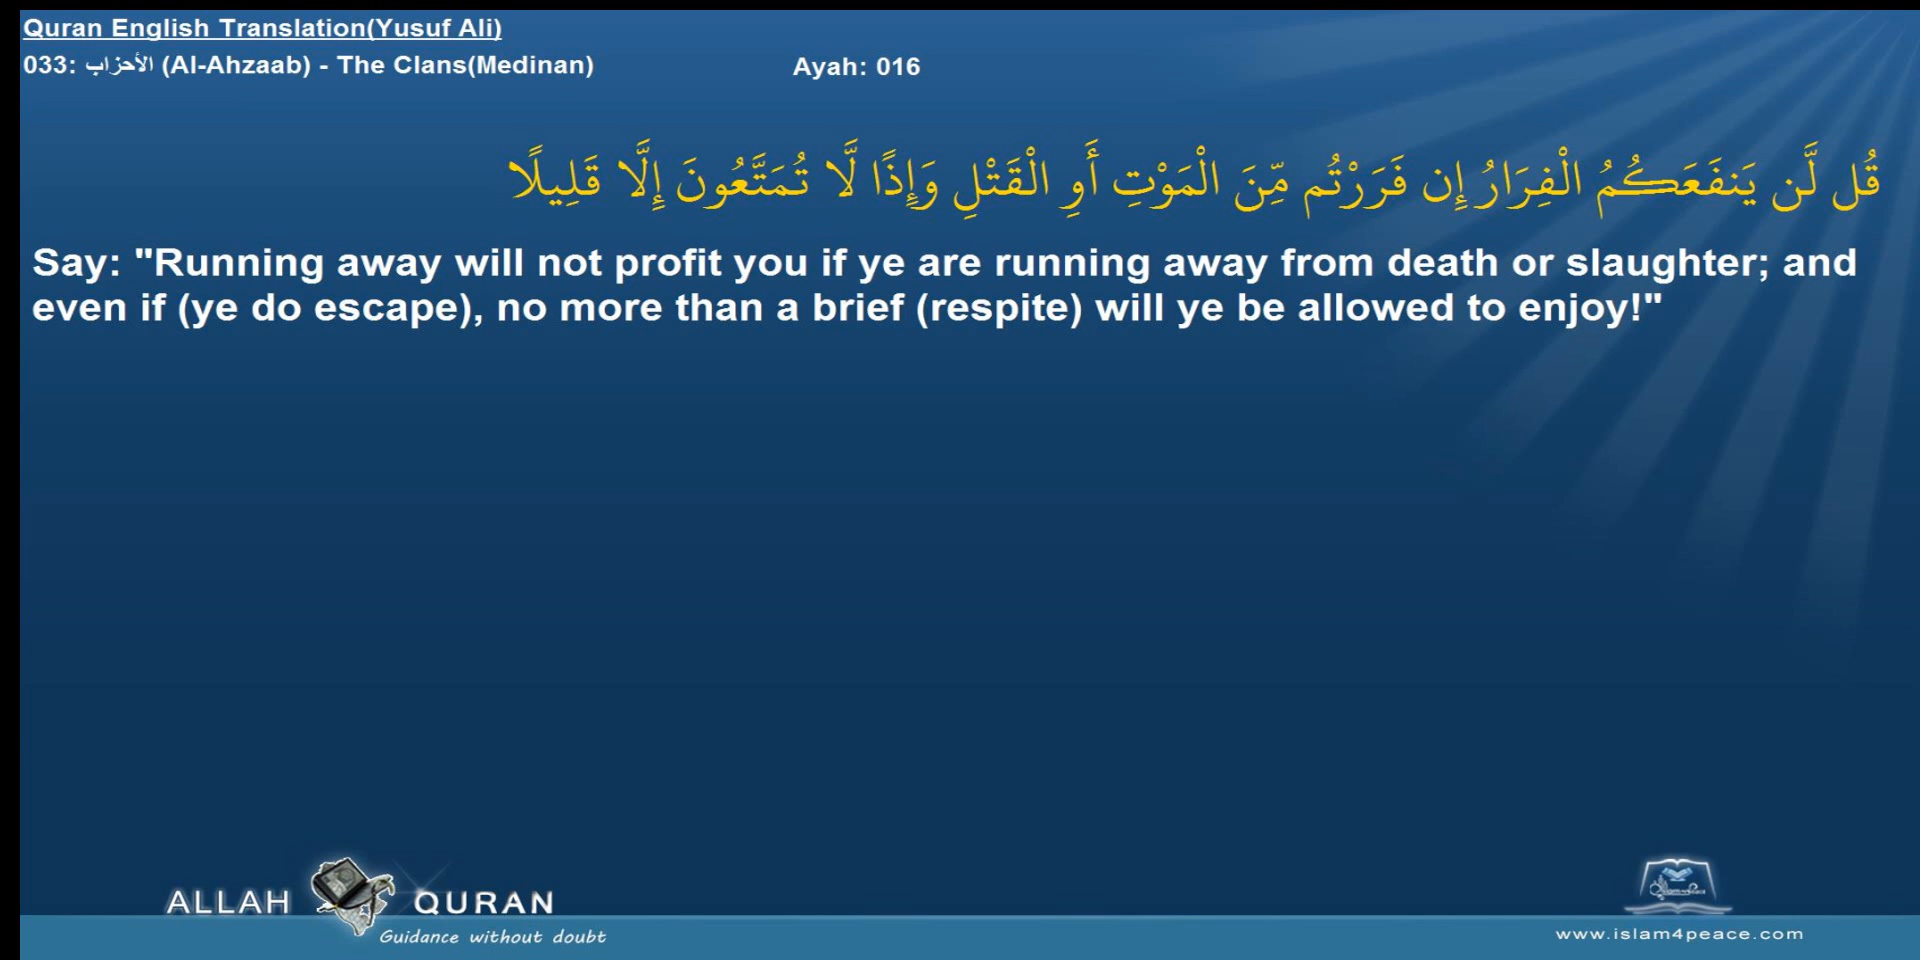 Quran English Translation(Yusuf Ali)
033: الأحزاب (Al-Ahzaab) - The Clans(Medinan) Ayah: 016
قُل لَّن يَنفَعَكُمُ الْفِرَارُ إِن فَرَرْتُم مِّنَ الْمَوْتِ أَوِ الْقَتْلِ وَإِذًا لَّا تُمَتَّعُونَ إِلَّا قَلِيلًا
Say: "Running away will not profit you if ye are running away from death or slaughter; and
even if (ye do escape), no more than a brief (respite) will ye be allowed to enjoy!"
ALLAH QURAN
Guidance without doubt
www.islam4peace.com